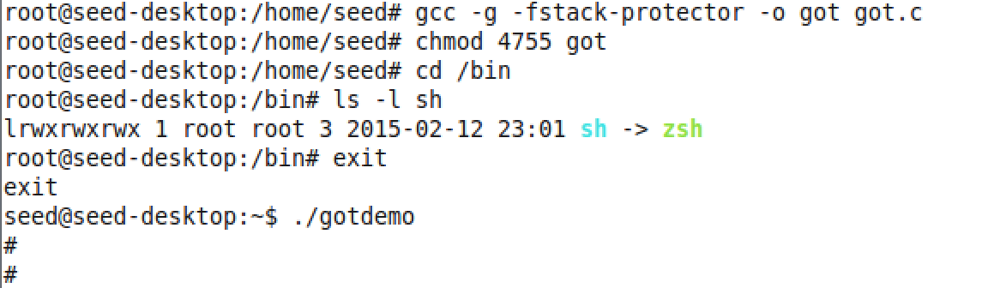 root@seed-desktop:/home/seed# gcc -g -fstack-protector -o got got.c
root@seed-desktop:/home/seed# chmod 4755 got
root@seed-desktop:/home/seed# cd /bin
root@seed-desktop:/bin# ls -l sh
lrwxrwxrwx 1 root root 3 2015-02-12 23:01 sh -> zsh
root@seed-desktop:/bin# exit
exit
seed@seed-desktop:~$ ./gotdemo
#
#